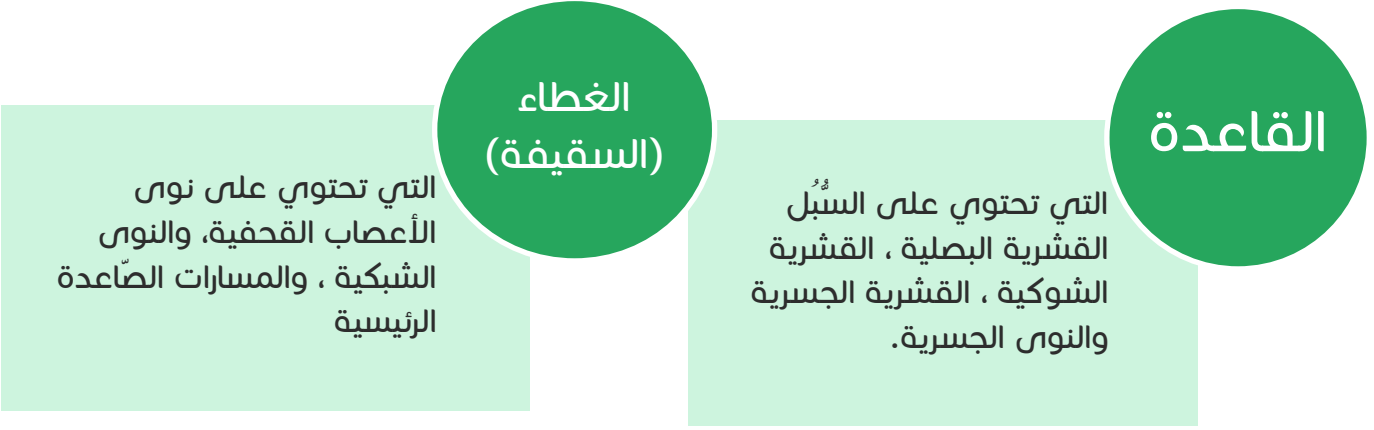 القاعدة
التي تحتوي على السُّبُل
القشرية البصلية ، القشرية
الشوكية ، القشرية الجسرية
والنوى الجسرية.
الغطاء
(السقيفة)
التي تحتوي على نوى
الأعصاب القحفية، والنوى
الشبكية ، والمسارات الصّاعدة
الرئيسية